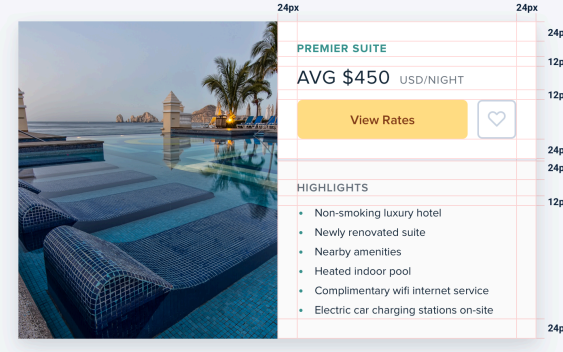 24px 24px
24p
PREMIER SUITE
12p
AVG $450 USD/NIGHT
12p
View Rates
24p
24p
HIGHLIGHTS
12p
Non-smoking luxury hotel
Newly renovated suite
Nearby amenities
Heated indoor pool
Complimentary wifi internet service
Electric car charging stations on-site
24p